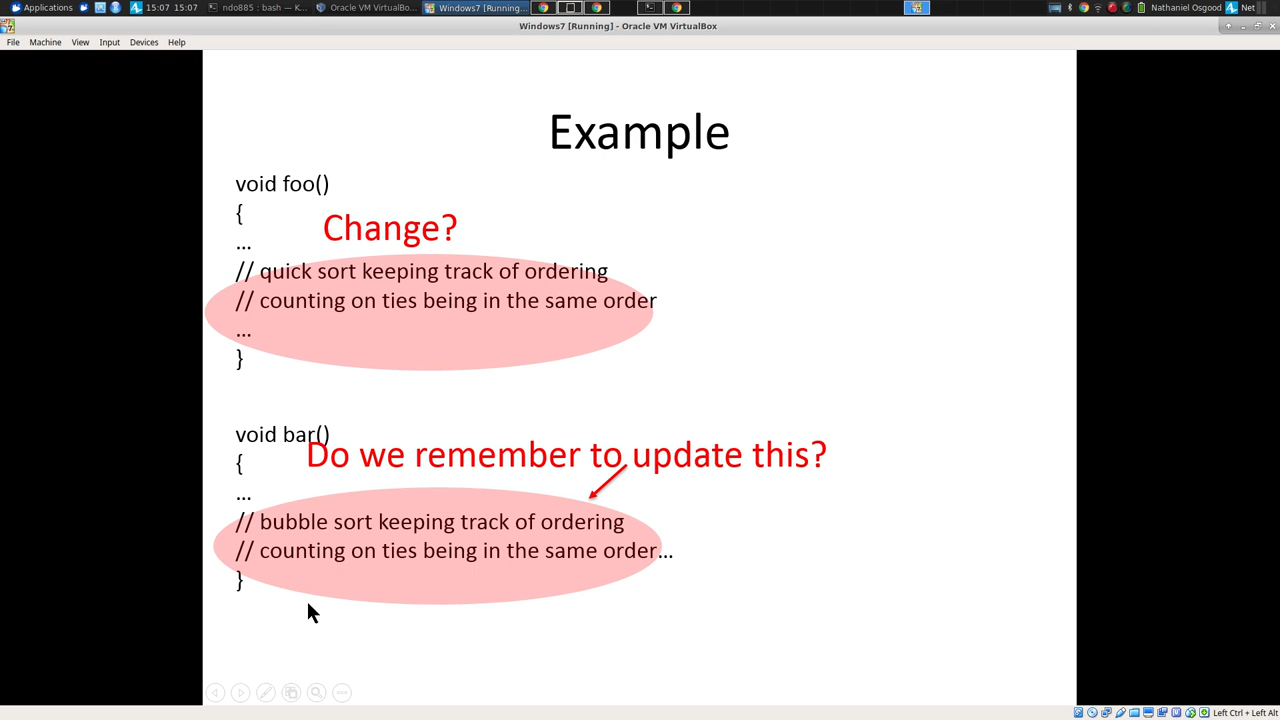 Applications
15:07 15:07
ndo885 : bash — K...
Oracle VM VirtualBo...
Windows7 [Running...
Nathaniel Osgood
Net
Windows7 [Running] - Oracle VM VirtualBox
File Machine View Input Devices Help
Example
void foo()
{
Change?
...
// quick sort keeping track of ordering
// counting on ties being in the same order
...
}
void bar()
Do we remember to update this?
{
...
// bubble sort keeping track of ordering
// counting on ties being in the same order...
}
Left Ctrl + Left Alt